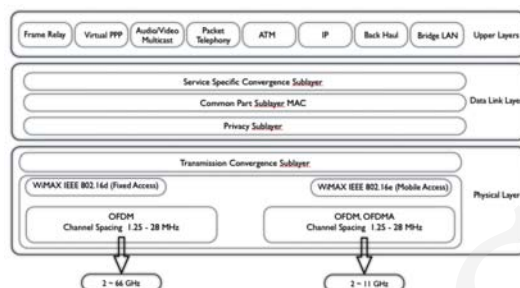 Frame Relay
Virtual PPP
Audio/Video
Multicast
Packet
Telephony
ATM
IP
Back Haul
Bridge LAN
Upper Layers
Service Specific Convergence Sublayer
Common Part Sublayer MAC
Privacy Sublayer
Data Link Laye
Transmission Convergence Sublayer
WiMAX IEEE 802.16d (Fixed Access)
WiMAX IEEE 802.16e (Mobile Access)
Physical Layer
OFDM
Channel Spacing 1.25 - 28 MHz
OFDM, OFDMA
Channel Spacing 1.25 - 28 MHz
2 ~ 66 GHz
2 ~ 11 GHz